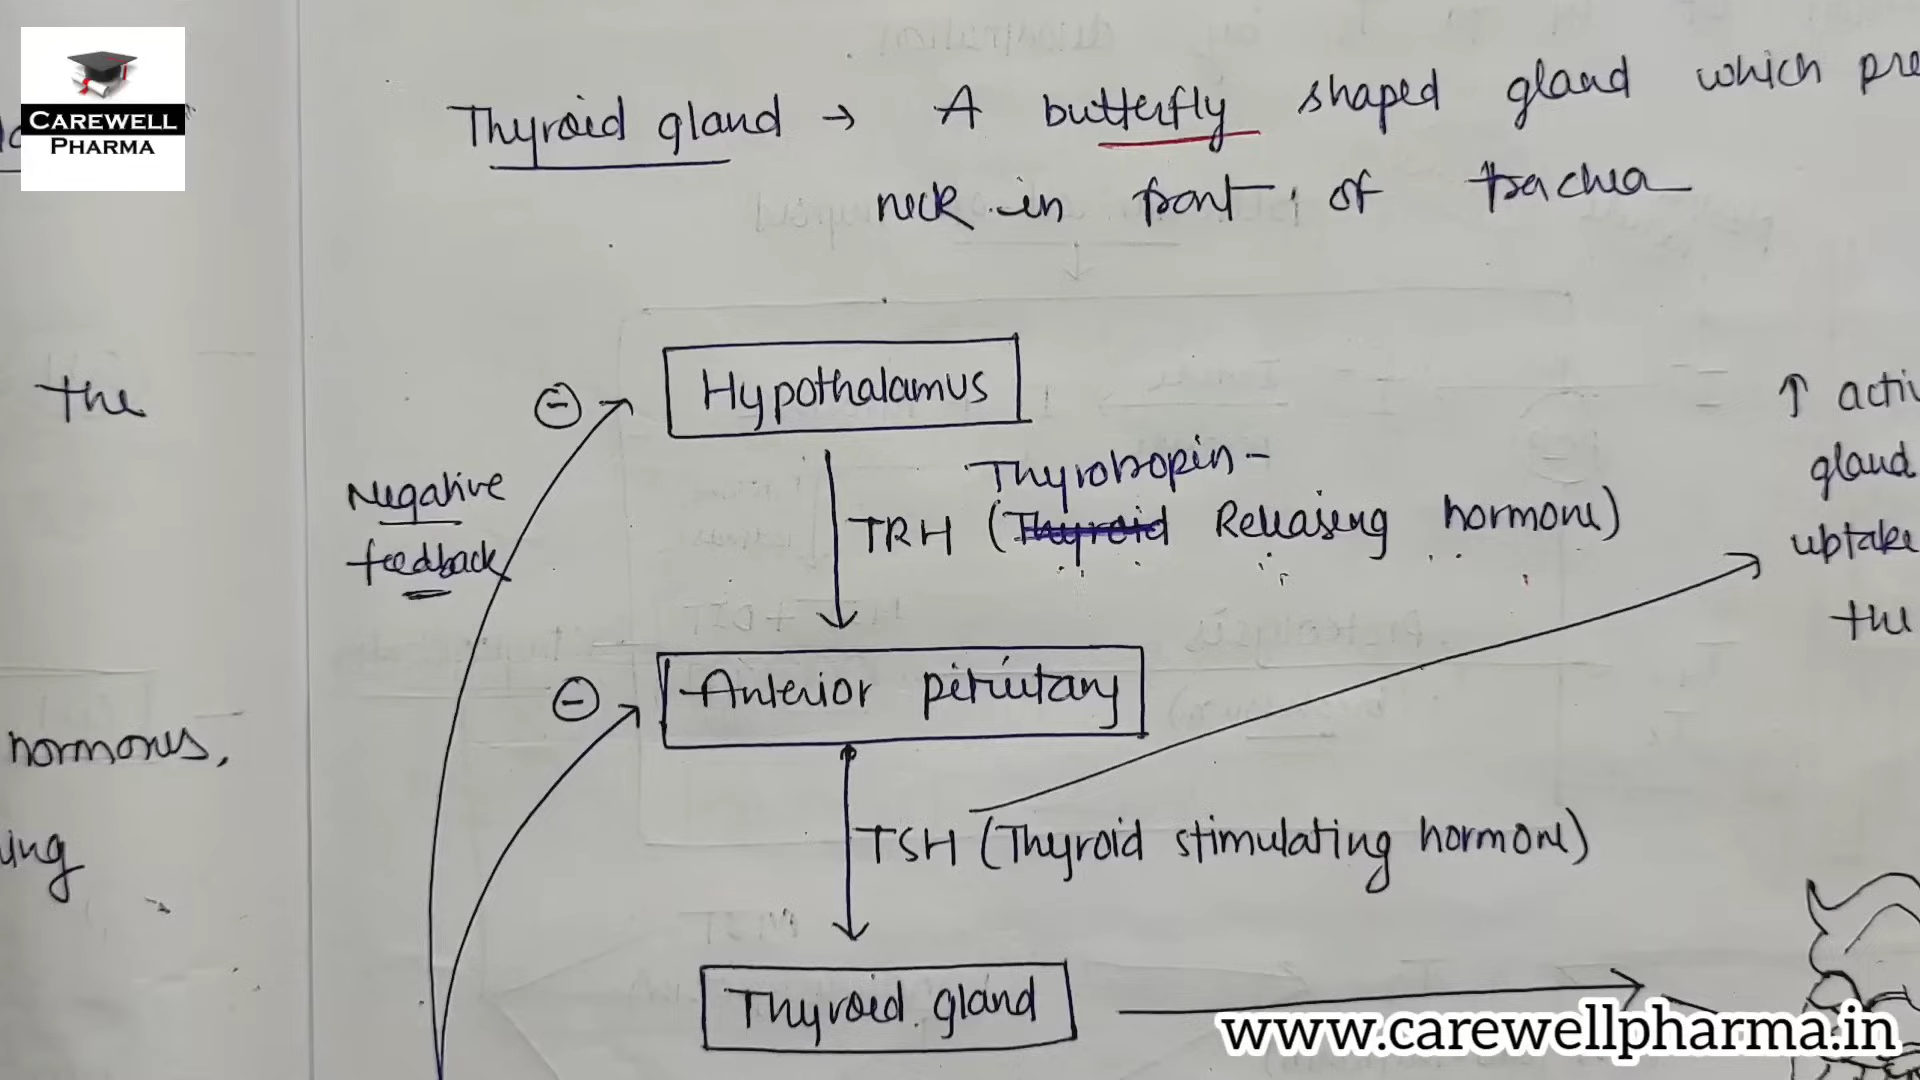 CAREWELL
PHARMA
Thyroid gland → A butterfly shaped gland which pre
neck in front of trachea
the
Hypothalamus
Negative
feedback
Thyrotropin-
TRH (Thyroid Releasing hormone)
↑ acti
gland
uptake
the
Anterior pituitary
hormones,
TSH (Thyroid stimulating hormone)
ing
Thyroid gland
www.carewellpharma.in